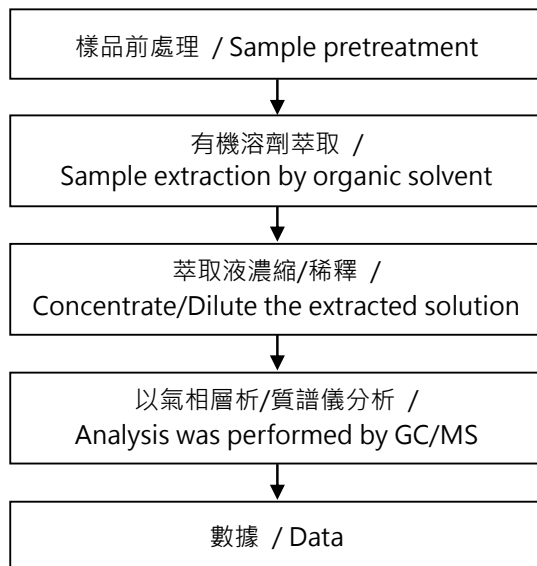 樣品前處理 / Sample pretreatment
有機溶劑萃取 /
Sample extraction by organic solvent
萃取液濃縮/稀釋 /
Concentrate/Dilute the extracted solution
以氣相層析/質譜儀分析 /
Analysis was performed by GC/MS
數據 / Data